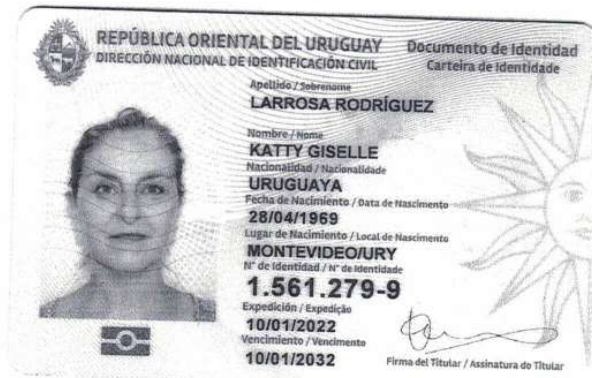 REPÚBLICA ORIENTAL DEL URUGUAY
DIRECCIÓN NACIONAL DE IDENTIFICACIÓN CIVIL
Documento de Identidad
Carteira de Identidade
Apellido / Sobrenome
LARROSA RODRÍGUEZ
Nombre / Nome
KATTY GISELLE
Nacionalidad / Nacionalidade
URUGUAYA
Fecha de Nacimiento / Data de Nascimento
28/04/1969
Lugar de Nacimiento / Local de Nascimento
MONTEVIDEO/URY
N° de Identidad / N° de Identidade
1.561.279-9
Expedición / Expedição
10/01/2022
Vencimiento / Vencimento
10/01/2032
Firma del Titular / Assinatura do Titular